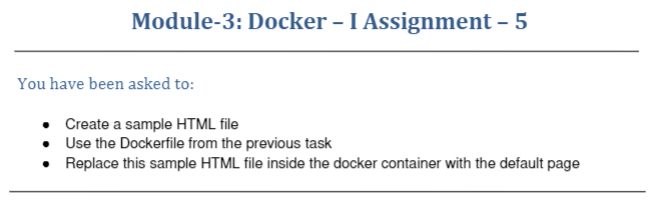 Module-3: Docker – I Assignment – 5
You have been asked to:
● Create a sample HTML file
● Use the Dockerfile from the previous task
● Replace this sample HTML file inside the docker container with the default page